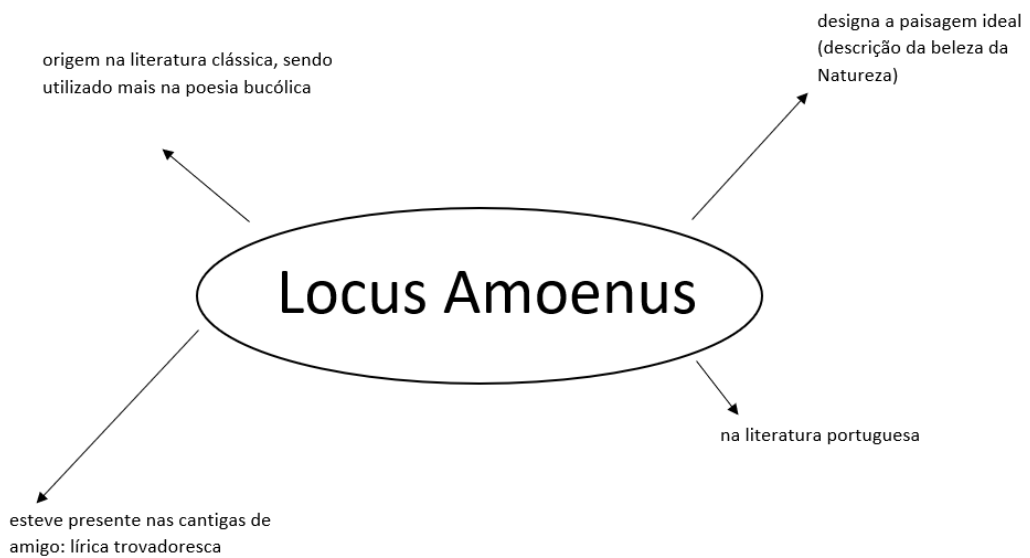 designa a paisagem ideal
(descrição da beleza da
Natureza)
origem na literatura clássica, sendo
utilizado mais na poesia bucólica
Locus Amoenus
na literatura portuguesa
esteve presente nas cantigas de
amigo: lírica trovadoresca